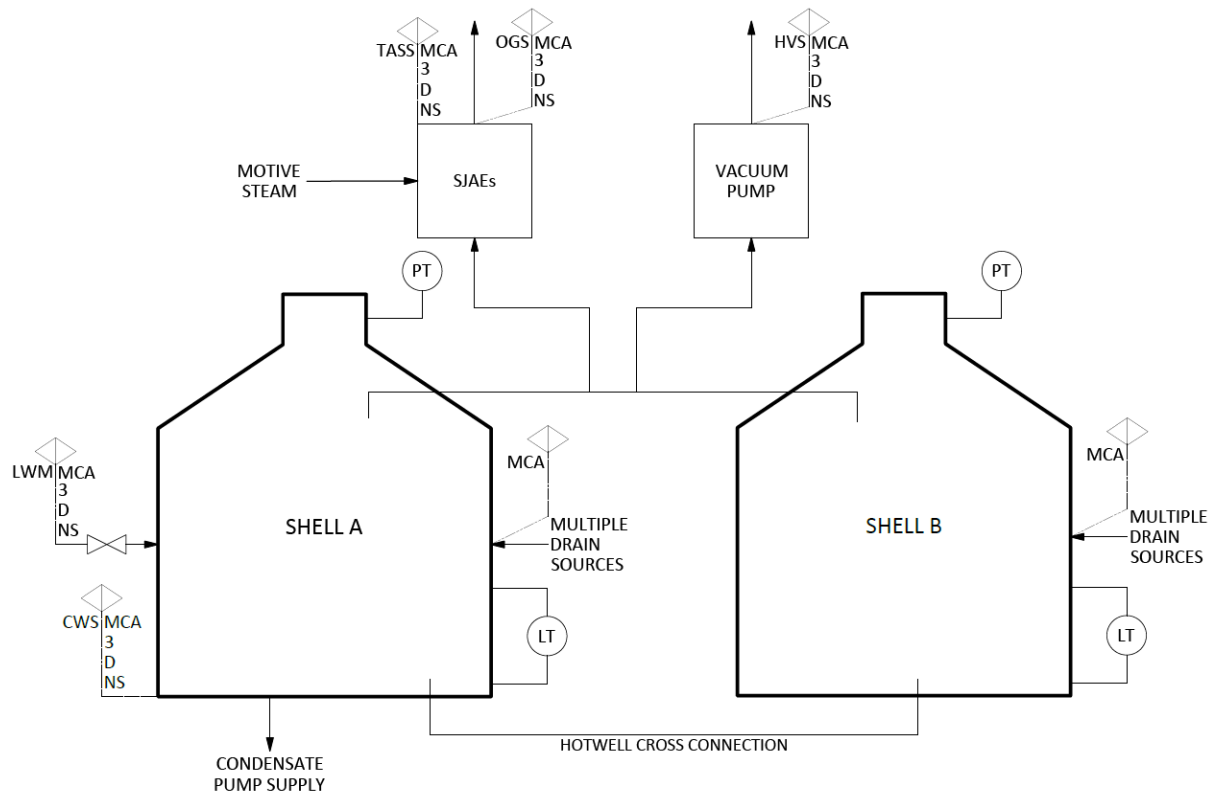 TASS MCA
3
D
NS
OGS MCA
3
D
NS
HVS MCA
3
D
NS
MOTIVE
STEAM
SJAEs
VACUUM
PUMP
PT
PT
LWM MCA
3
D
NS
MCA
MCA
SHELL A
MULTIPLE
DRAIN
SOURCES
SHELL B
MULTIPLE
DRAIN
SOURCES
CWS MCA
3
D
NS
LT
LT
HOTWELL CROSS CONNECTION
CONDENSATE
PUMP SUPPLY